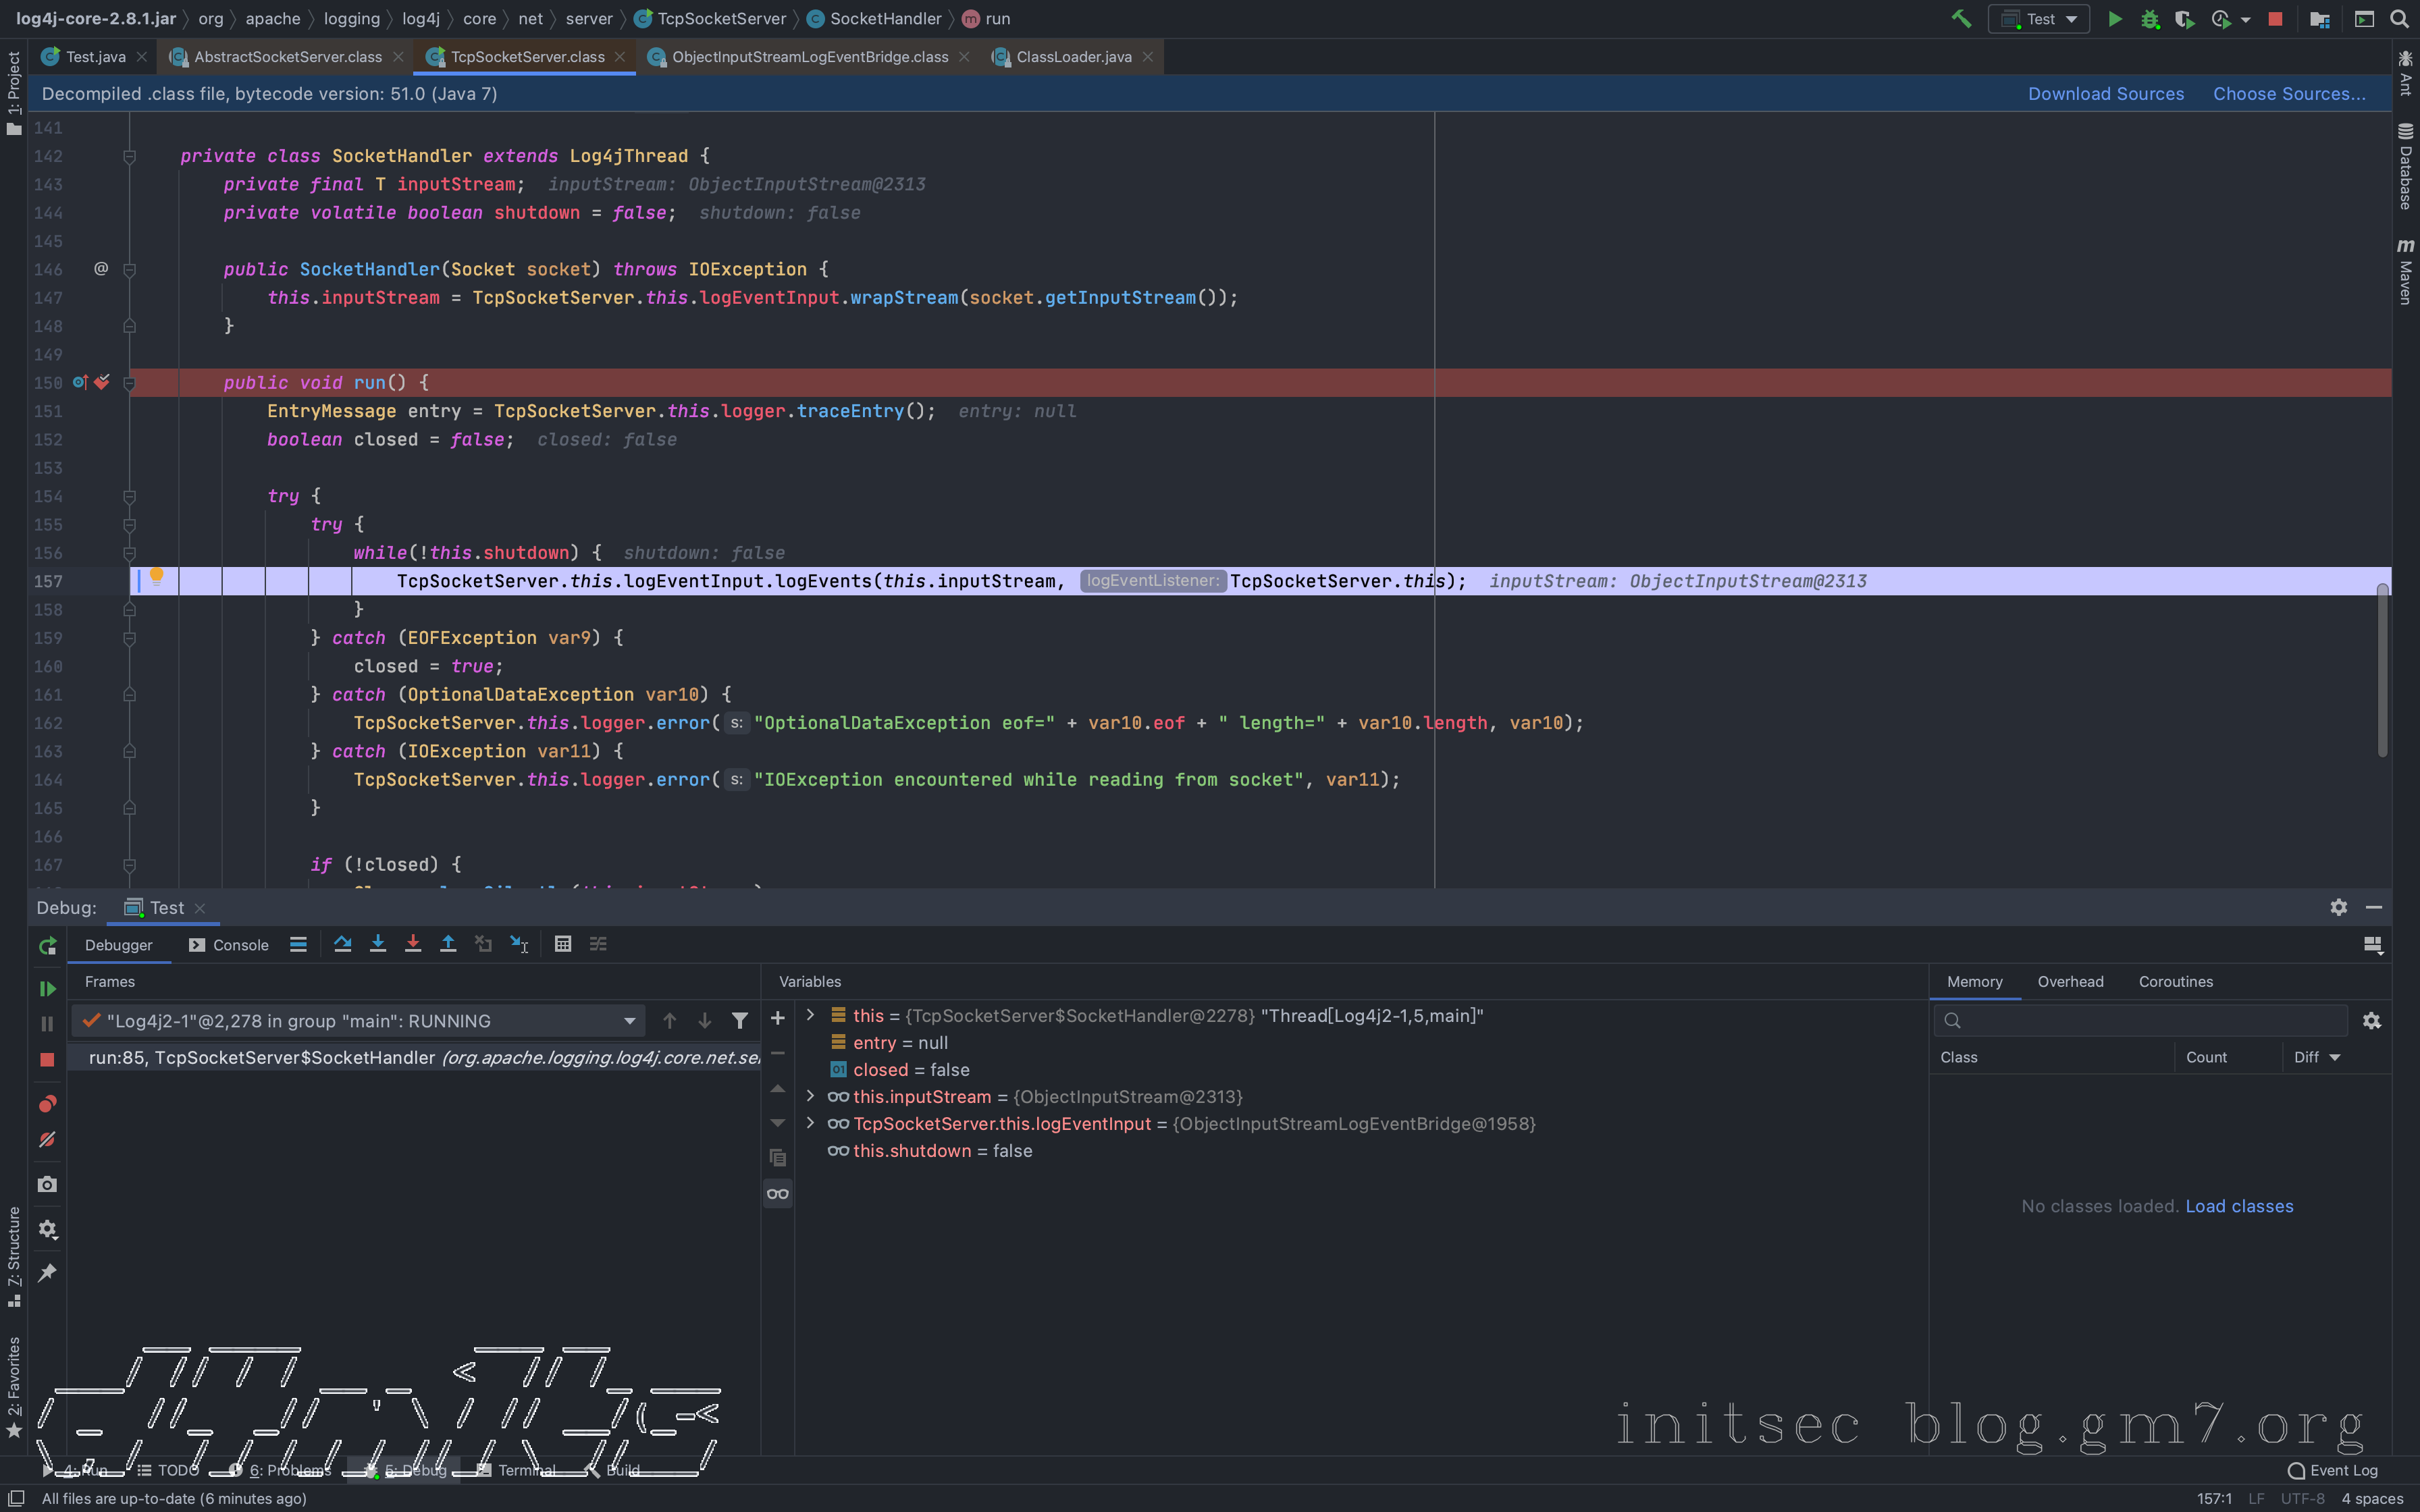 log4j-core-2.8.1.jar org apache logging log4j core net server TcpSocketServer SocketHandler run Test
Test.java AbstractSocketServer.class TcpSocketServer.class ObjectInputStreamLogEventBridge.class ClassLoader.java
Decompiled .class file, bytecode version: 51.0 (Java 7) Download Sources Choose Sources...
1: Project
Ant
Database
Maven
141
142 private class SocketHandler extends Log4jThread {
143 private final T inputStream; inputStream: ObjectInputStream@2313
144 private volatile boolean shutdown = false; shutdown: false
145
146 @ public SocketHandler(Socket socket) throws IOException {
147 this.inputStream = TcpSocketServer.this.logEventInput.wrapStream(socket.getInputStream());
148 }
149
150 public void run() {
151 EntryMessage entry = TcpSocketServer.this.logger.traceEntry(); entry: null
152 boolean closed = false; closed: false
153
154 try {
155 try {
156 while(!this.shutdown) { shutdown: false
157 TcpSocketServer.this.logEventInput.logEvents(this.inputStream, logEventListener: TcpSocketServer.this); inputStream: ObjectInputStream@2313
158 }
159 } catch (EOFException var9) {
160 closed = true;
161 } catch (OptionalDataException var10) {
162 TcpSocketServer.this.logger.error( s: "OptionalDataException eof=" + var10.eof + " length=" + var10.length, var10);
163 } catch (IOException var11) {
164 TcpSocketServer.this.logger.error( s: "IOException encountered while reading from socket", var11);
165 }
166
167 if (!closed) {
Debug: Test
Debugger Console
Frames Variables Memory Overhead Coroutines
"Log4j2-1"@2,278 in group "main": RUNNING
run:85, TcpSocketServer$SocketHandler (org.apache.logging.log4j.core.net.se
this = {TcpSocketServer$SocketHandler@2278} "Thread[Log4j2-1,5,main]"
entry = null
closed = false
this.inputStream = {ObjectInputStream@2313}
TcpSocketServer.this.logEventInput = {ObjectInputStreamLogEventBridge@1958}
this.shutdown = false
Class Count Diff
No classes loaded. Load classes
7: Structure
2: Favorites
initsec blog.gm7.org
4: Run TODO 6: Problems 5: Debug Terminal Build Event Log
All files are up-to-date (6 minutes ago) 157:1 LF UTF-8 4 spaces